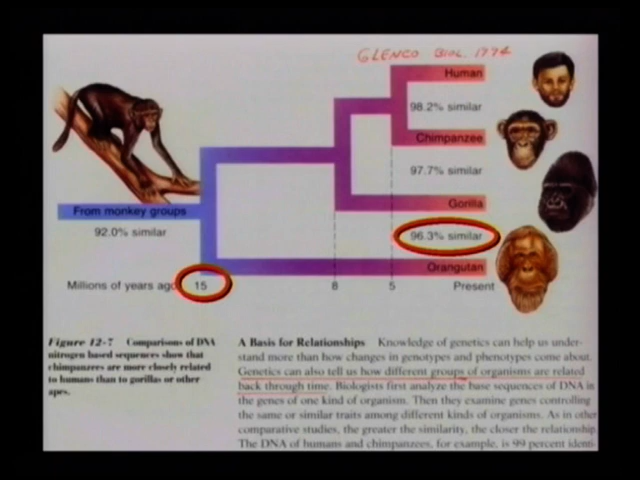 GLENCO BIOL. 1994
Human
98.2% similar
Chimpanzee
97.7% similar
Gorilla
From monkey groups
92.0% similar
96.3% similar
Orangutan
Millions of years ago 15 8 5 Present
Figure 12-7 Comparisons of DNA
nitrogen based sequences show that
chimpanzees are more closely related
to humans than to gorillas or other
apes.
A Basis for Relationships Knowledge of genetics can help us under-
stand more than how changes in genotypes and phenotypes come about.
Genetics can also tell us how different groups of organisms are related
back through time. Biologists first analyze the base sequences of DNA in
the genes of one kind of organism. Then they examine genes controlling
the same or similar traits among different kinds of organisms. As in other
comparative studies, the greater the similarity, the closer the relationship.
The DNA of humans and chimpanzees, for example, is 99 percent identi-